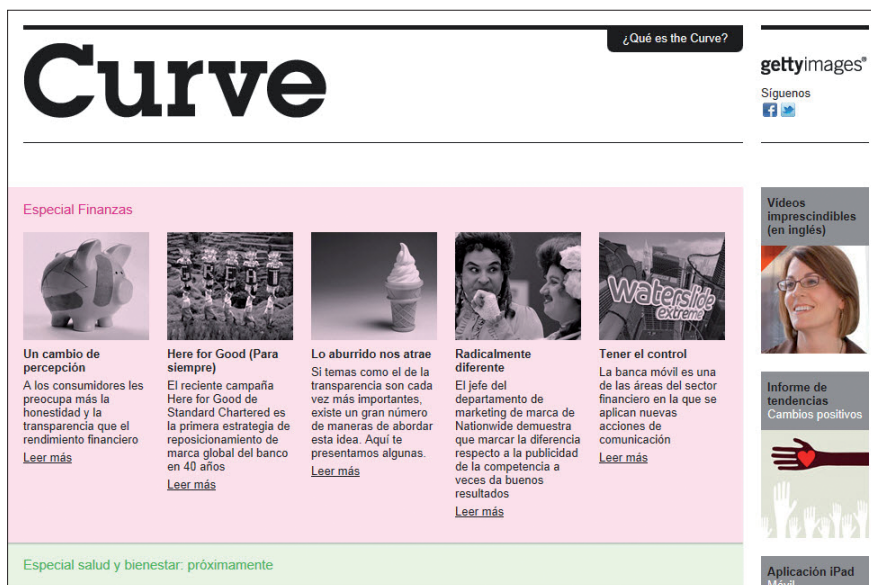 ¿Qué es the Curve?
Curve
gettyimages®
Síguenos
Especial Finanzas
Un cambio de
percepción
A los consumidores les
preocupa más la
honestidad y la
transparencia que el
rendimiento financiero
Leer más
GREAT
Here for Good (Para
siempre)
El reciente campaña
Here for Good de
Standard Chartered es
la primera estrategia de
reposicionamiento de
marca global del banco
en 40 años
Leer más
Lo aburrido nos atrae
Si temas como el de la
transparencia son cada
vez más importantes,
existe un gran número
de maneras de abordar
esta idea. Aquí te
presentamos algunas.
Leer más
Radicalmente
diferente
El jefe del
departamento de
marketing de marca de
Nationwide demuestra
que marcar la diferencia
respecto a la publicidad
de la competencia a
veces da buenos
resultados
Leer más
Waterslide
extreme
Tener el control
La banca móvil es una
de las áreas del sector
financiero en la que se
aplican nuevas
acciones de
comunicación
Leer más
Vídeos
imprescindibles
(en inglés)
Informe de
tendencias
Cambios positivos
Aplicación iPad
Móvil
Especial salud y bienestar: próximamente